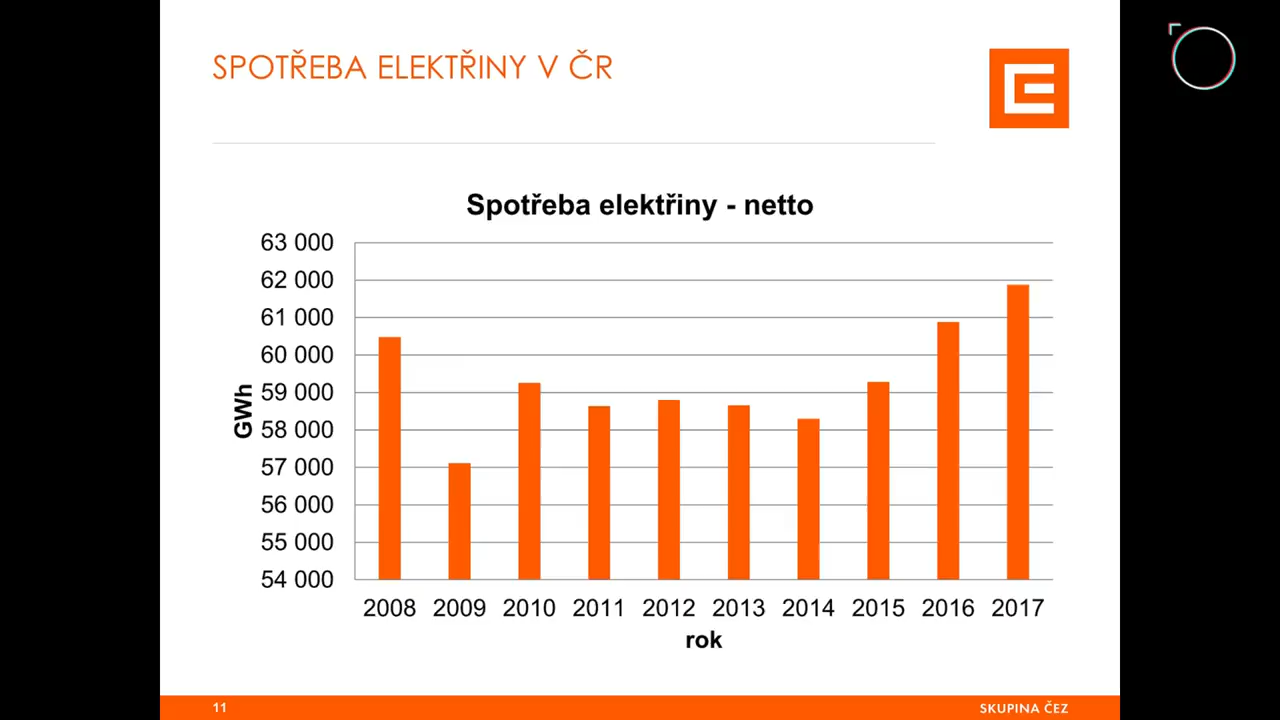 SPOTŘEBA ELEKTŘINY V ČR
Spotřeba elektřiny - netto
63 000
62 000
61 000
60 000
59 000
58 000
57 000
56 000
55 000
54 000
GWh
2008 2009 2010 2011 2012 2013 2014 2015 2016 2017
rok
11 SKUPINA ČEZ